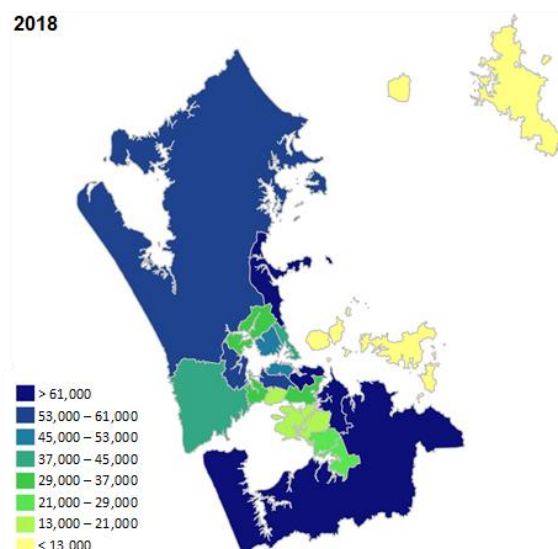 2018
> 61,000
53,000 – 61,000
45,000 – 53,000
37,000 – 45,000
29,000 – 37,000
21,000 – 29,000
13,000 – 21,000
< 13,000